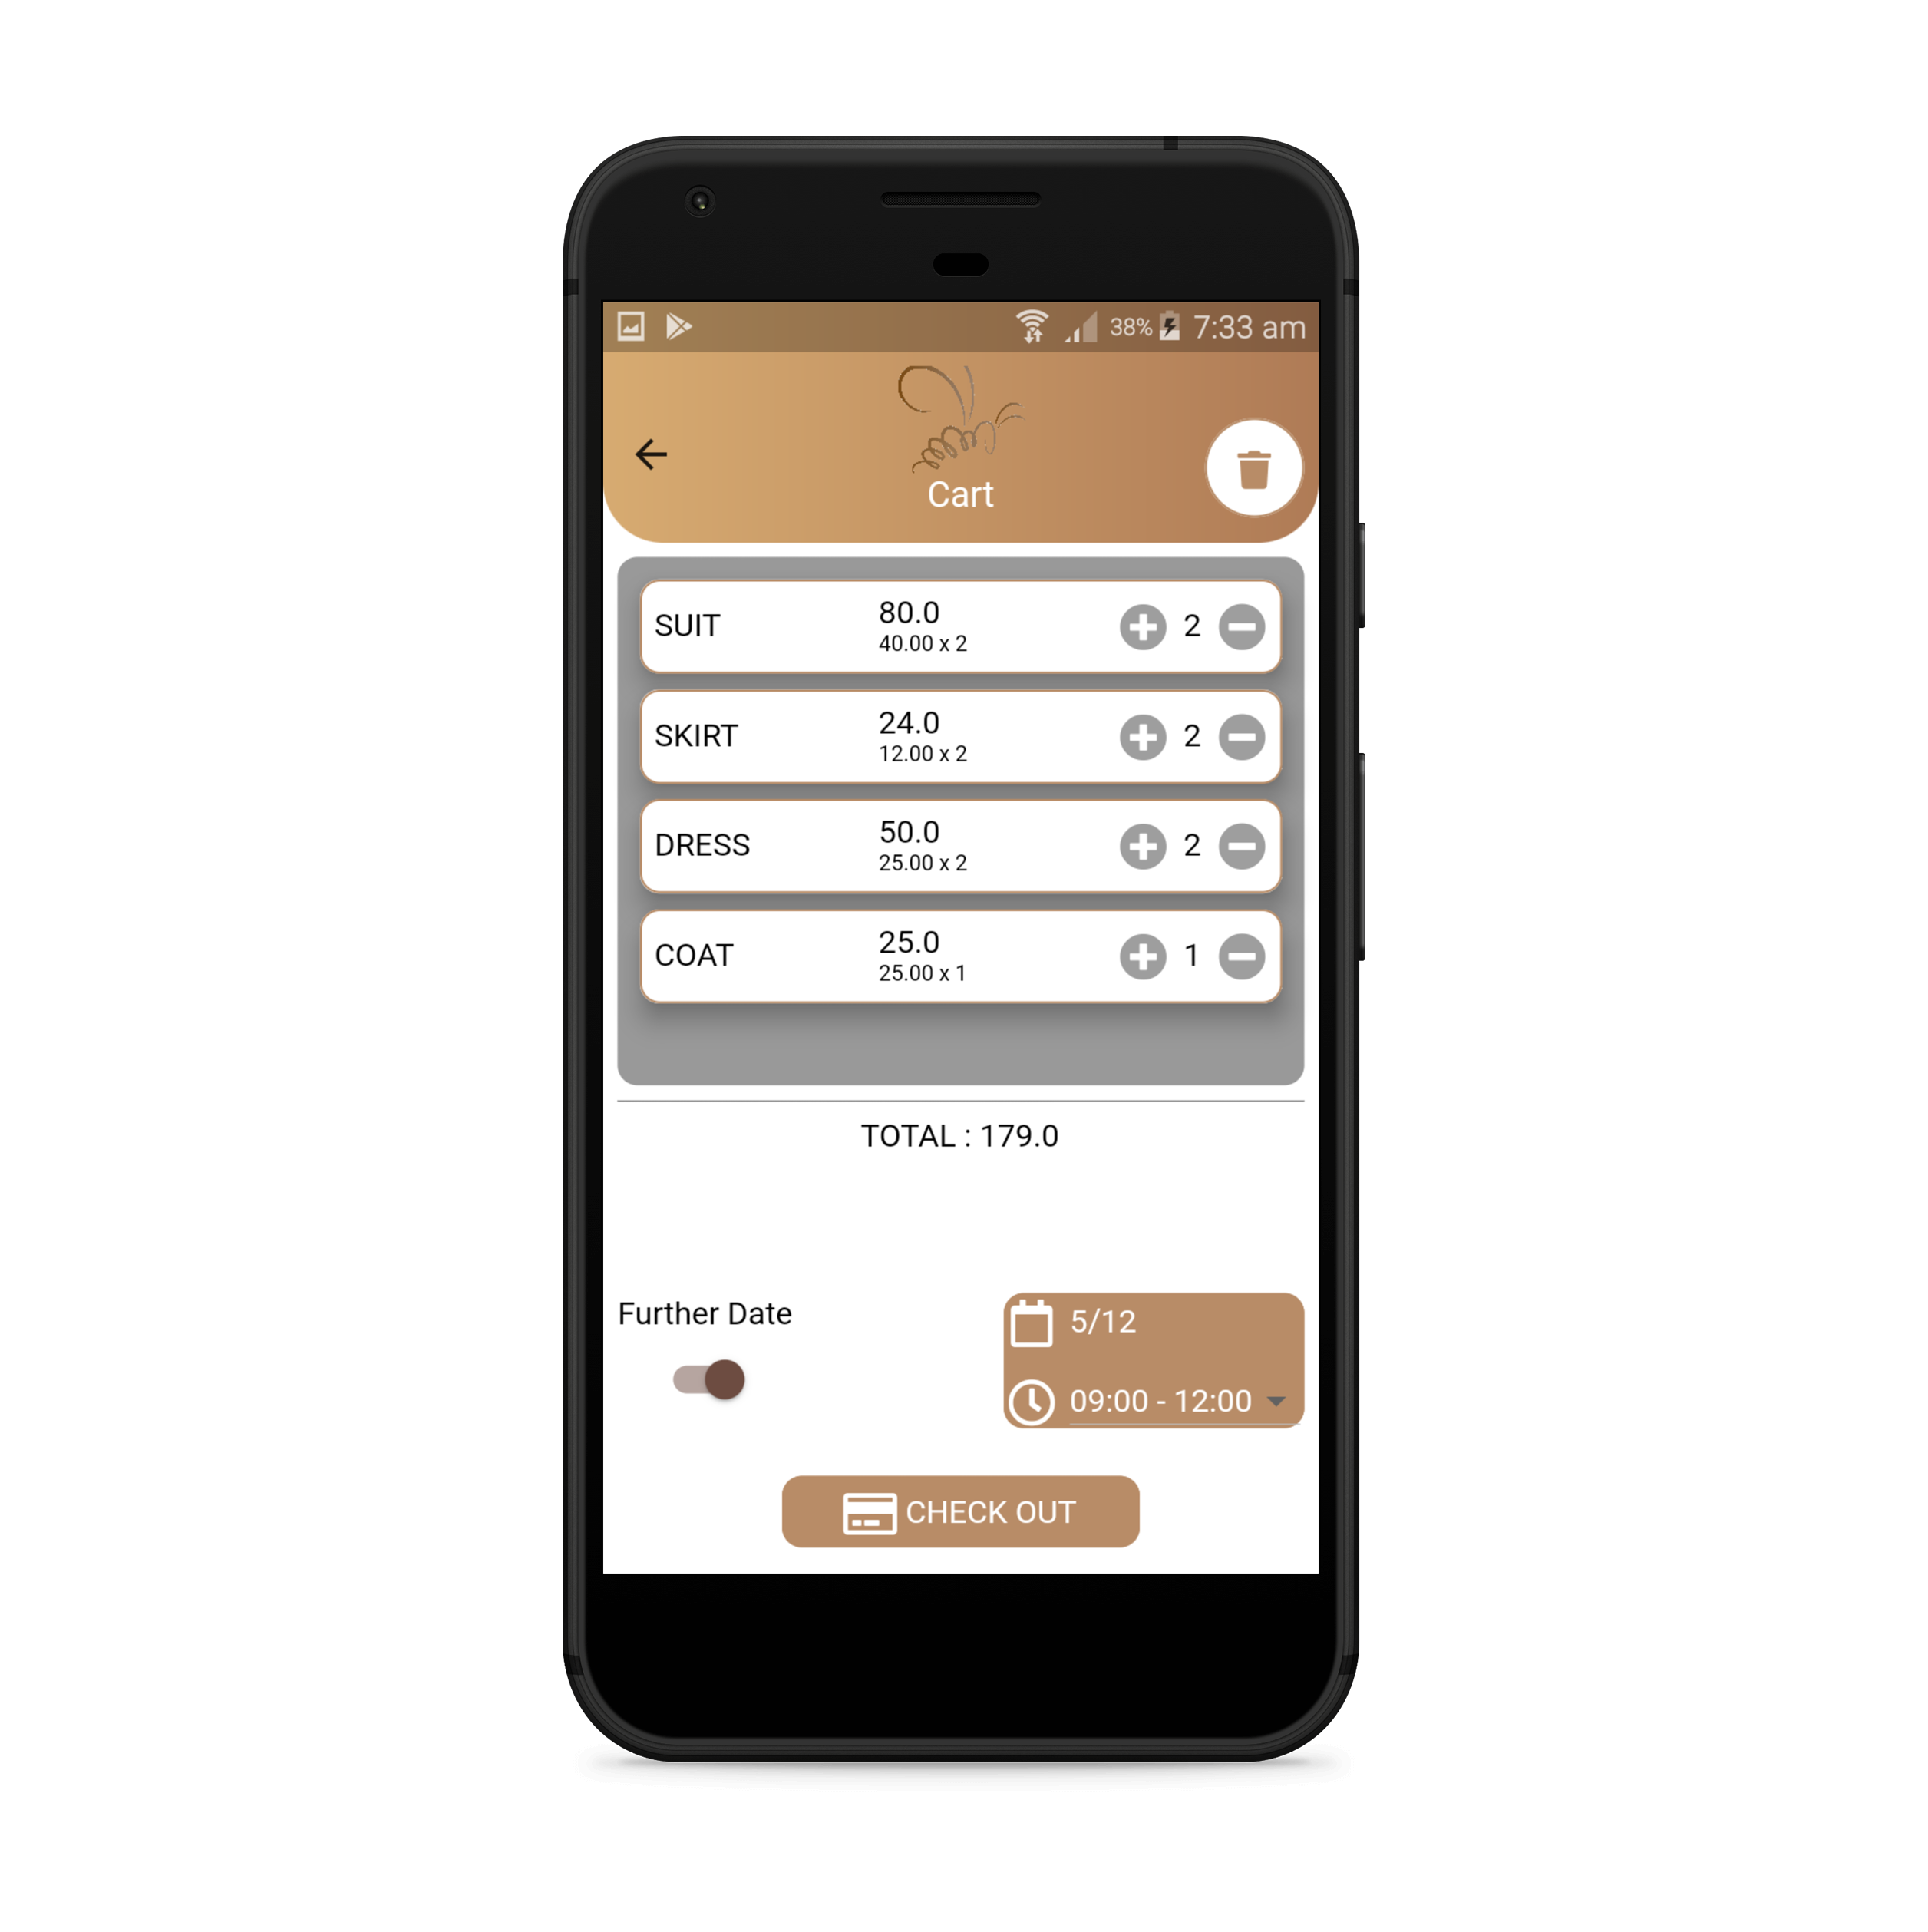 38% 7:33 am
Cart
SUIT
80.0
40.00 x 2
2
SKIRT
24.0
12.00 x 2
2
DRESS
50.0
25.00 x 2
2
COAT
25.0
25.00 x 1
1
TOTAL : 179.0
Further Date
5/12
09:00 - 12:00
CHECK OUT